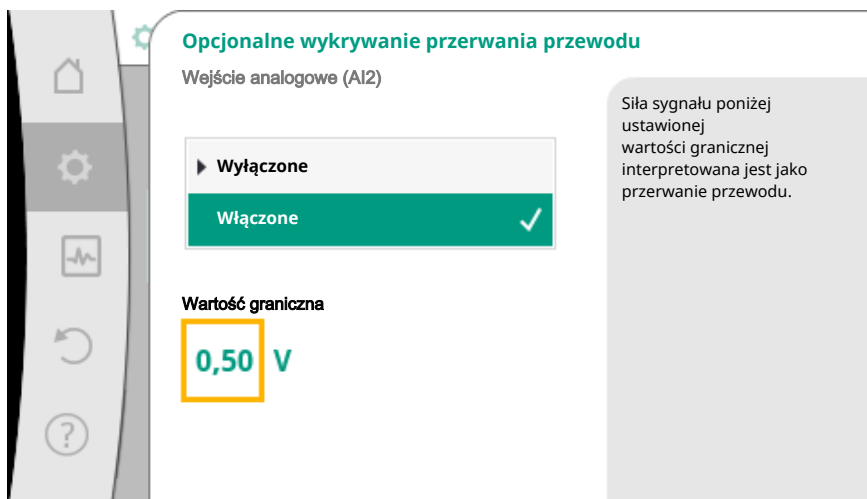 Opcjonalne wykrywanie przerwania przewodu
Wejście analogowe (AI2)
Wyłączone
Włączone
Wartość graniczna
0,50 V
Siła sygnału poniżej
ustawionej
wartości granicznej
interpretowana jest jako
przerwanie przewodu.